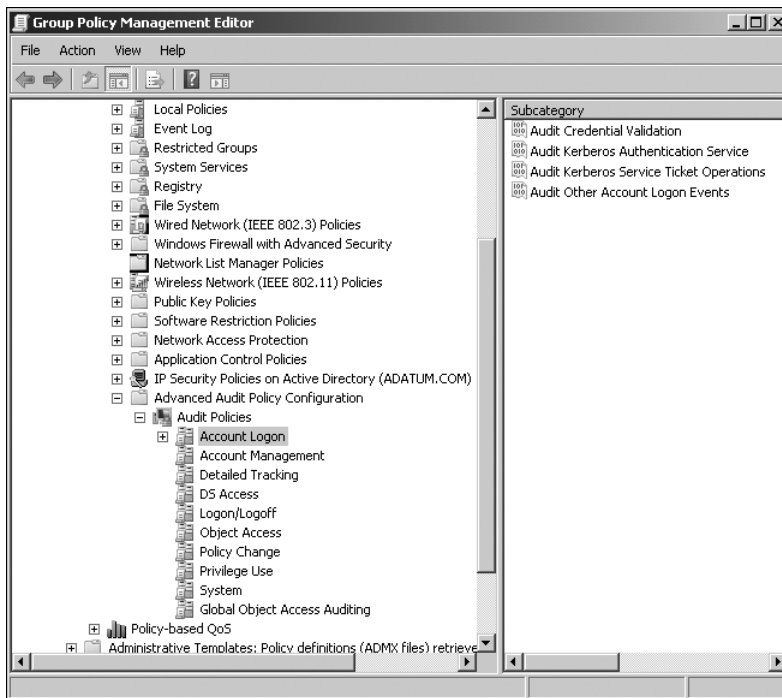 Group Policy Management Editor
File Action View Help
Local Policies
Event Log
Restricted Groups
System Services
Registry
File System
Wired Network (IEEE 802.3) Policies
Windows Firewall with Advanced Security
Network List Manager Policies
Wireless Network (IEEE 802.11) Policies
Public Key Policies
Software Restriction Policies
Network Access Protection
Application Control Policies
IP Security Policies on Active Directory (ADATUM.COM)
Advanced Audit Policy Configuration
Audit Policies
Account Logon
Account Management
Detailed Tracking
DS Access
Logon/Logoff
Object Access
Policy Change
Privilege Use
System
Global Object Access Auditing
Policy-based QoS
Administrative Templates: Policy definitions (ADMX files) retrieve
Subcategory
Audit Credential Validation
Audit Kerberos Authentication Service
Audit Kerberos Service Ticket Operations
Audit Other Account Logon Events